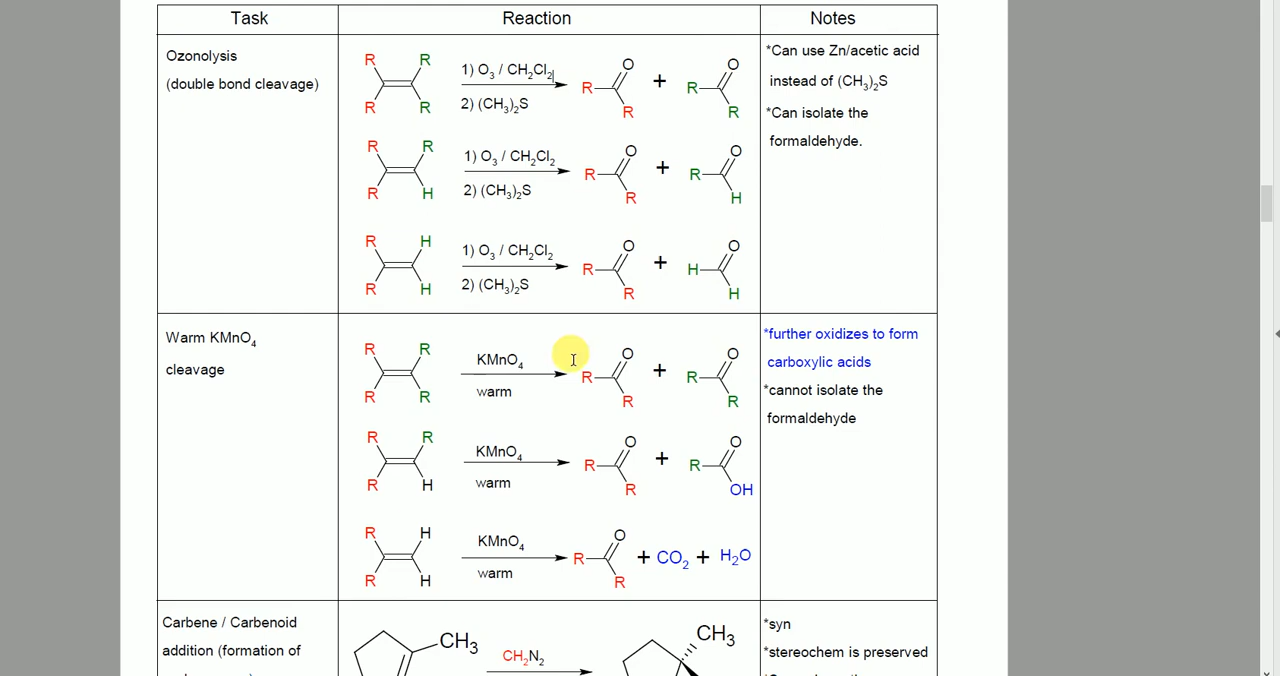 Task Reaction Notes
Ozonolysis
(double bond cleavage)
R R
R R
1) O₃ / CH₂Cl₂
2) (CH₃)₂S
R O R + R O R
R R
R H
1) O₃ / CH₂Cl₂
2) (CH₃)₂S
R O R + R O H
R H
R H
1) O₃ / CH₂Cl₂
2) (CH₃)₂S
R O R + H O H
*Can use Zn/acetic acid
instead of (CH₃)₂S
*Can isolate the
formaldehyde.
Warm KMnO₄
cleavage
R R
R R
KMnO₄
warm
R O R + R O R
R R
R H
KMnO₄
warm
R O R + R O OH
R H
R H
KMnO₄
warm
R O R + CO₂ + H₂O
*further oxidizes to form
carboxylic acids
*cannot isolate the
formaldehyde
Carbene / Carbenoid
addition (formation of
CH₃
CH₂N₂
CH₃
*syn
*stereochem is preserved